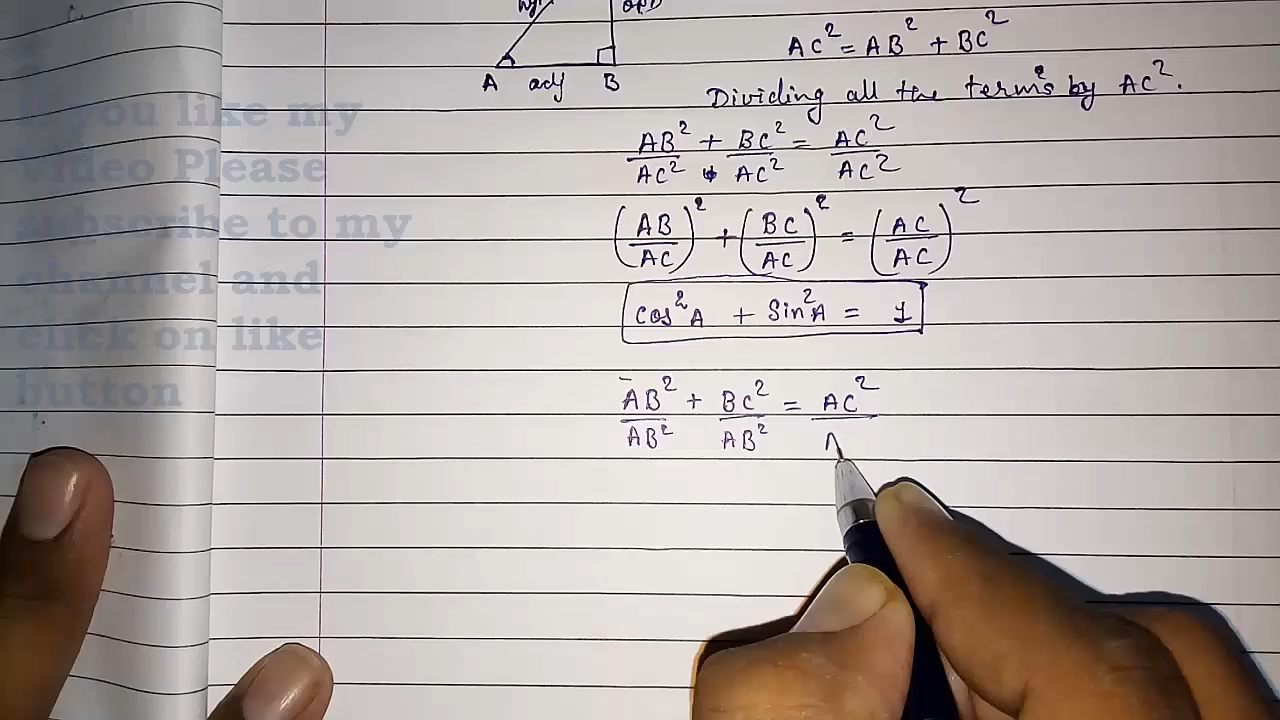 hyp opp
A adj B
AC² = AB² + BC²
Dividing all the terms by AC².
AB²/AC² + BC²/AC² = AC²/AC²
(AB/AC)² + (BC/AC)² = (AC/AC)²
cos²A + Sin²A = 1
AB²/AB² + BC²/AB² = AC²/A
If you like my
Video Please
subscribe to my
channel and
click on like
button